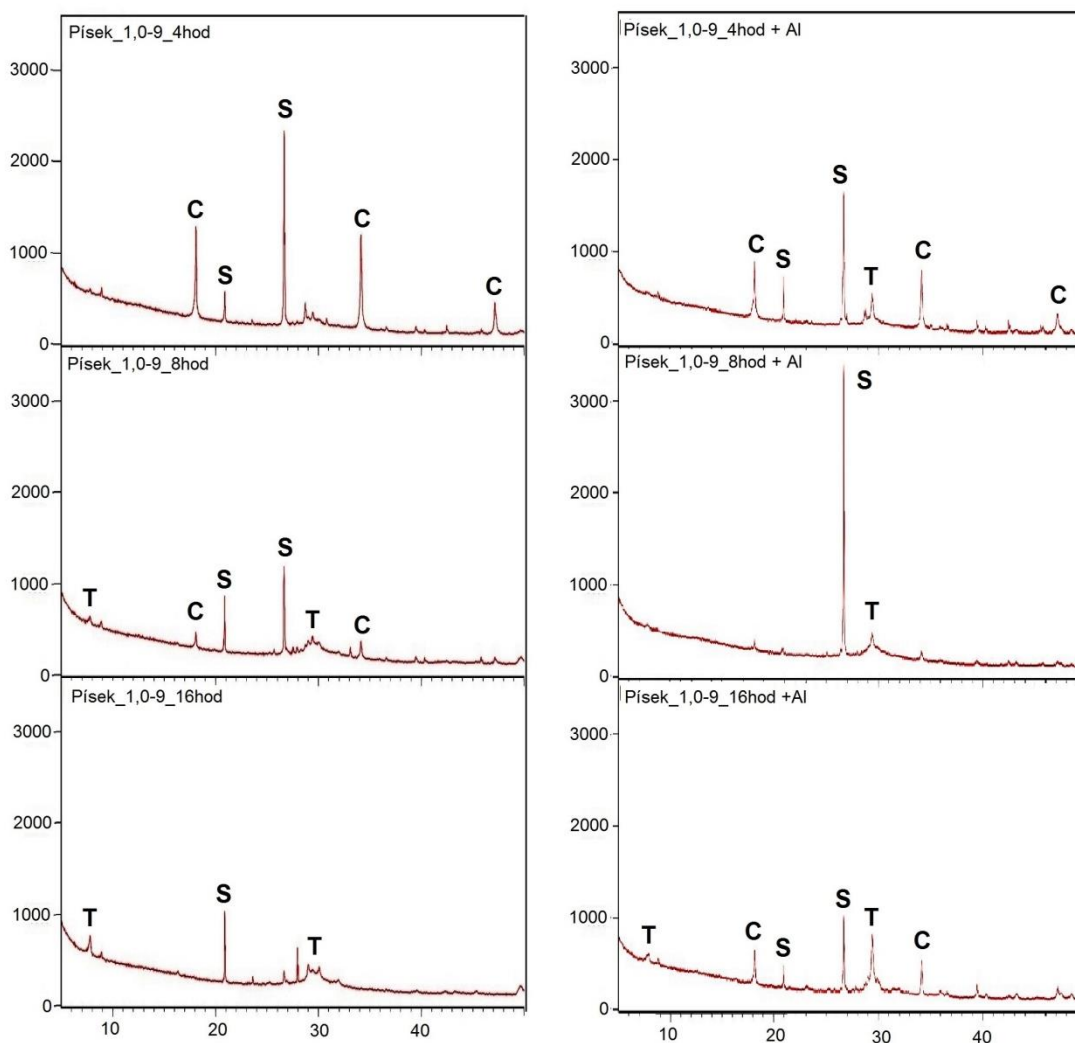 Písek_1,0-9_4hod
3000
2000
1000
0
C
S
S
C
C
Písek_1,0-9_8hod
3000
2000
1000
0
T
C
S
S
T
C
Písek_1,0-9_16hod
3000
2000
1000
0
T
S
T
10
20
30
40
Písek_1,0-9_4hod + Al
3000
2000
1000
0
C
S
S
T
C
C
Písek_1,0-9_8hod + Al
3000
2000
1000
0
S
T
Písek_1,0-9_16hod +Al
3000
2000
1000
0
T
C
S
S
T
C
10
20
30
40